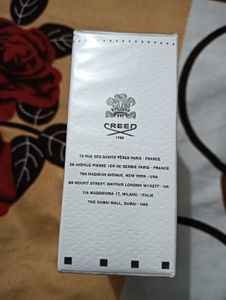 CREED
1760
74 RUE DES SAINTS PÈRES PARIS - FRANCE
38 AVENUE PIERRE 1ER DE SERBIE PARIS - FRANCE
794 MADISON AVENUE, NEW YORK - USA
99 MOUNT STREET, MAYFAIR LONDON W1K2TF - UK
VIA MADONNINA 17, MILANO - ITALIE
THE DUBAI MALL, DUBAI - UAE